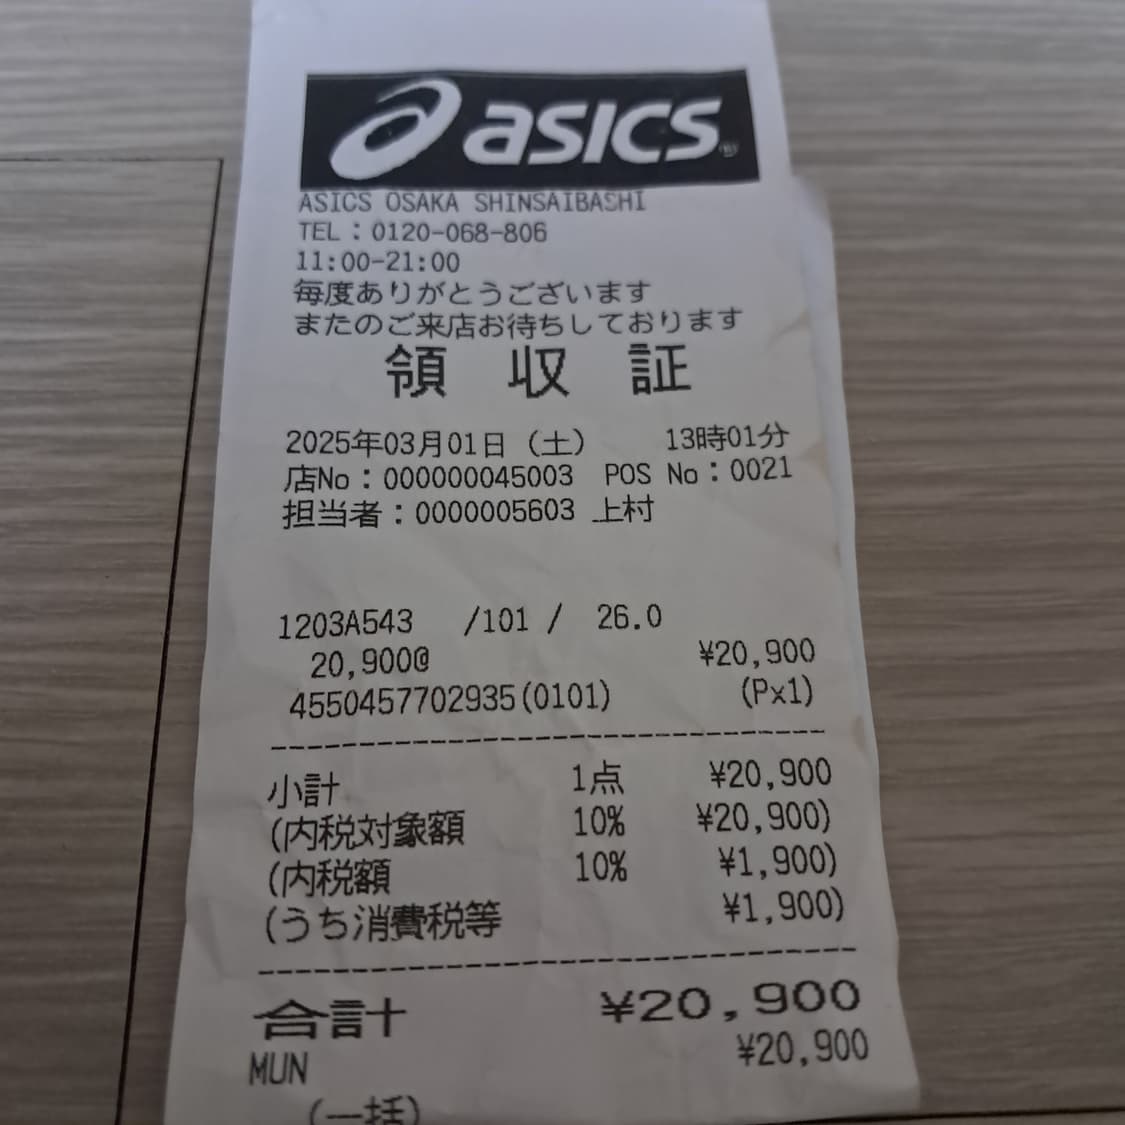 asics
ASICS OSAKA SHINSAIBASHI
TEL：0120-068-806
11:00-21:00
毎度ありがとうございます
またのご来店お待ちしております
領 収 証
2025年03月01日（土） 13時01分
店No：000000045003 POS No：0021
担当者：0000005603 上村
1203A543 /101 / 26.0
20,900@ ¥20,900
4550457702935(0101) (P×1)
小計 1点 ¥20,900
(内税対象額 10% ¥20,900)
(内税額 10% ¥1,900)
(うち消費税等 ¥1,900)
合計 ¥20,900
MUN ¥20,900
(一括)